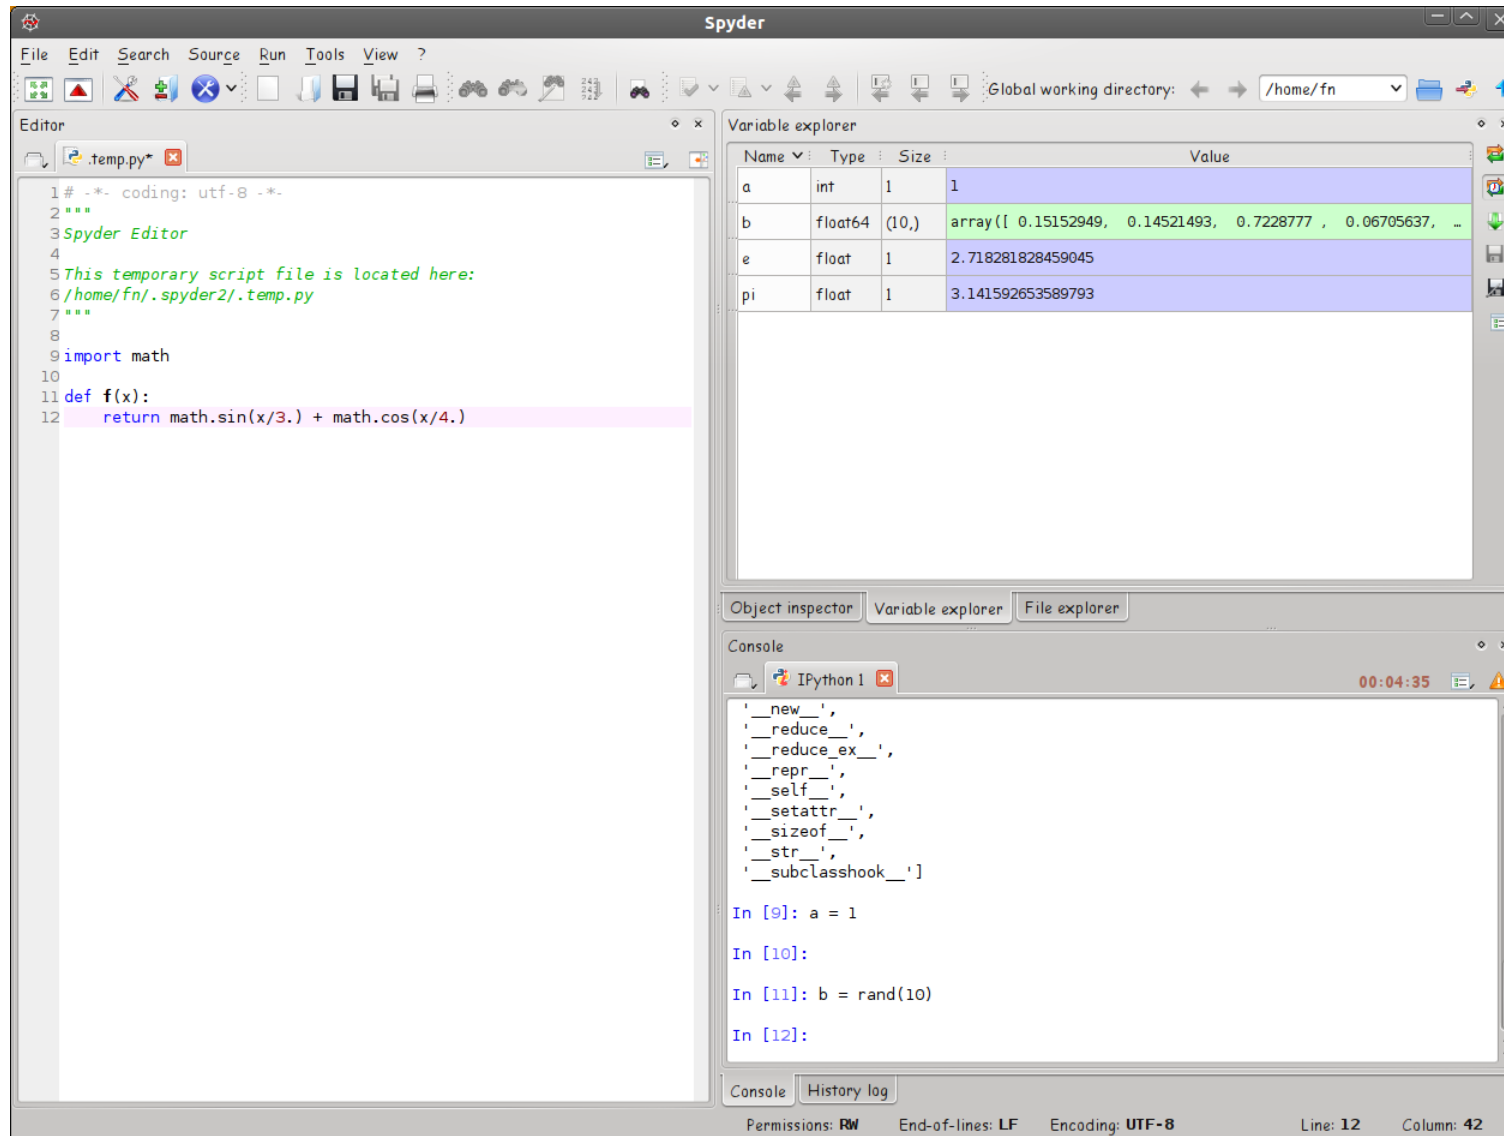 Spyder
File Edit Search Source Run Tools View ?
Global working directory: /home/fn
Editor
.temp.py*
1 # -*- coding: utf-8 -*-
2 """
3 Spyder Editor
4
5 This temporary script file is located here:
6 /home/fn/.spyder2/.temp.py
7 """
8
9 import math
10
11 def f(x):
12     return math.sin(x/3.) + math.cos(x/4.)
Variable explorer
Name Type Size Value
a int 1 1
b float64 (10,) array([ 0.15152949, 0.14521493, 0.7228777 , 0.06705637, …
e float 1 2.718281828459045
pi float 1 3.141592653589793
Object inspector Variable explorer File explorer
Console
IPython 1 00:04:35
'__new__',
'__reduce__',
'__reduce_ex__',
'__repr__',
'__self__',
'__setattr__',
'__sizeof__',
'__str__',
'__subclasshook__']
In [9]: a = 1
In [10]:
In [11]: b = rand(10)
In [12]:
Console History log
Permissions: RW End-of-lines: LF Encoding: UTF-8 Line: 12 Column: 42